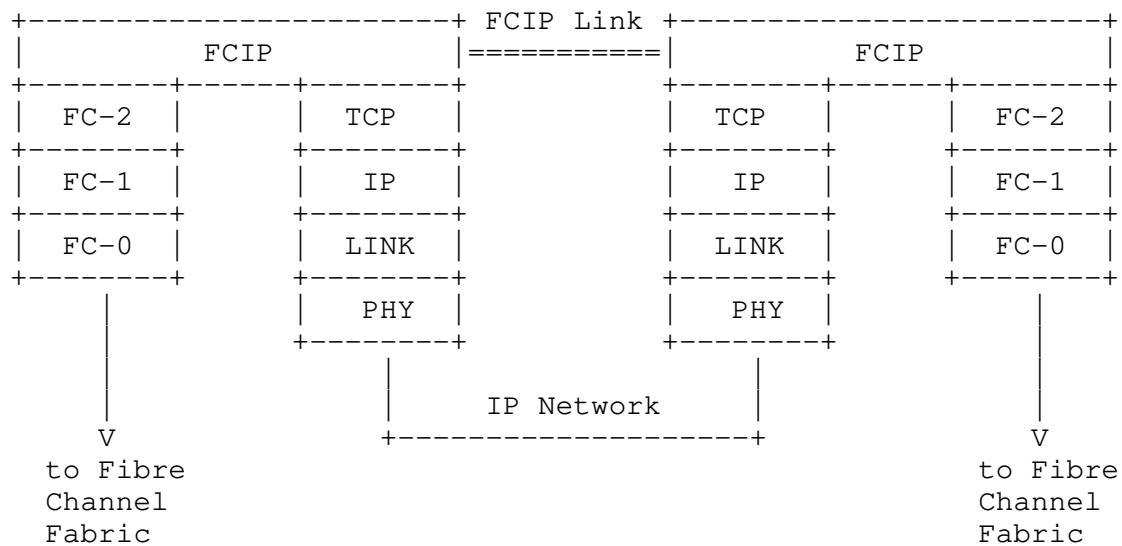 FCIP Link
FCIP FCIP
FC-2 TCP TCP FC-2
FC-1 IP IP FC-1
FC-0 LINK LINK FC-0
PHY PHY
IP Network
V V
to Fibre to Fibre
Channel Channel
Fabric Fabric